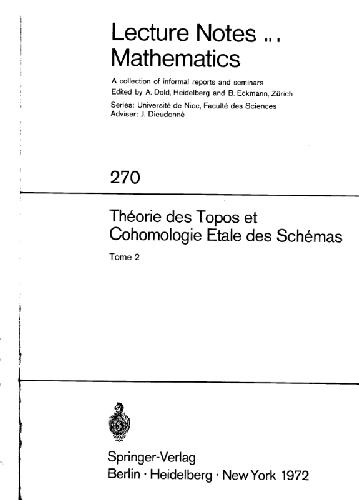 Lecture Notes in
Mathematics
A collection of informal reports and seminars
Edited by A. Dold, Heidelberg and B. Eckmann, Zürich
Series: Université de Nice, Faculté des Sciences
Adviser: J. Dieudonné
270
Théorie des Topos et
Cohomologie Etale des Schémas
Tome 2
Springer-Verlag
Berlin · Heidelberg · New York 1972